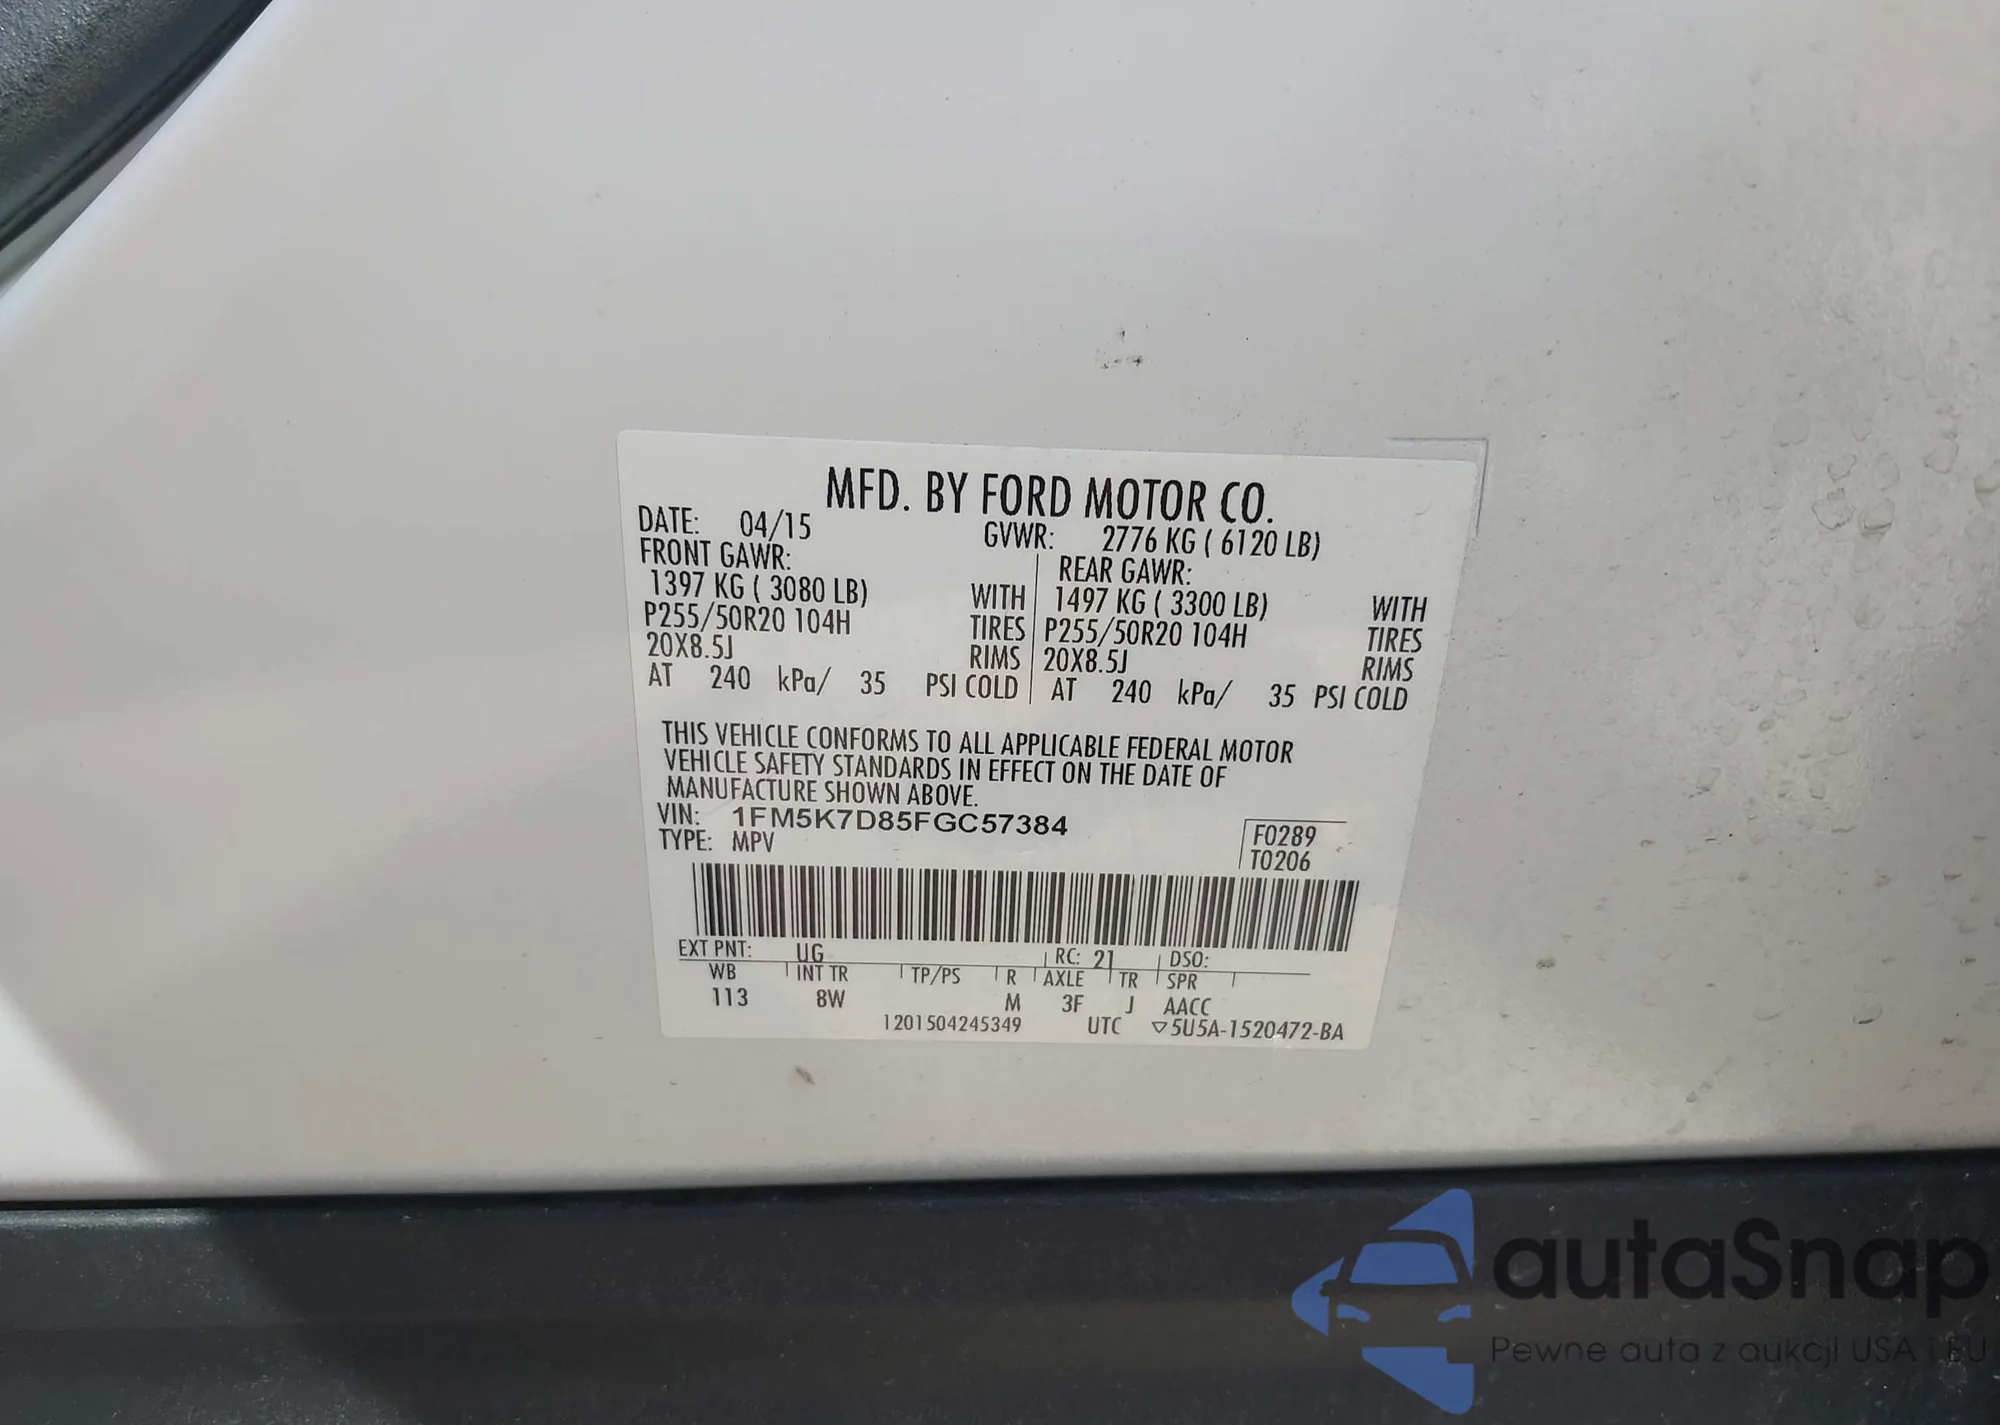 MFD. BY FORD MOTOR CO.
DATE: 04/15 GVWR: 2776 KG ( 6120 LB)
FRONT GAWR: REAR GAWR:
1397 KG ( 3080 LB) WITH 1497 KG ( 3300 LB) WITH
P255/50R20 104H TIRES P255/50R20 104H TIRES
20X8.5J RIMS 20X8.5J RIMS
AT 240 kPa/ 35 PSI COLD AT 240 kPa/ 35 PSI COLD
THIS VEHICLE CONFORMS TO ALL APPLICABLE FEDERAL MOTOR
VEHICLE SAFETY STANDARDS IN EFFECT ON THE DATE OF
MANUFACTURE SHOWN ABOVE.
VIN: 1FM5K7D85FGC57384
TYPE: MPV
F0289
T0206
EXT PNT: UG RC: 21 DSO:
WB INT TR TP/PS R AXLE TR SPR
113 8W M 3F J AACC
1201504245349 UTC ▽5U5A-1520472-BA
autaSnap
Pewne auta z aukcji USA i EU